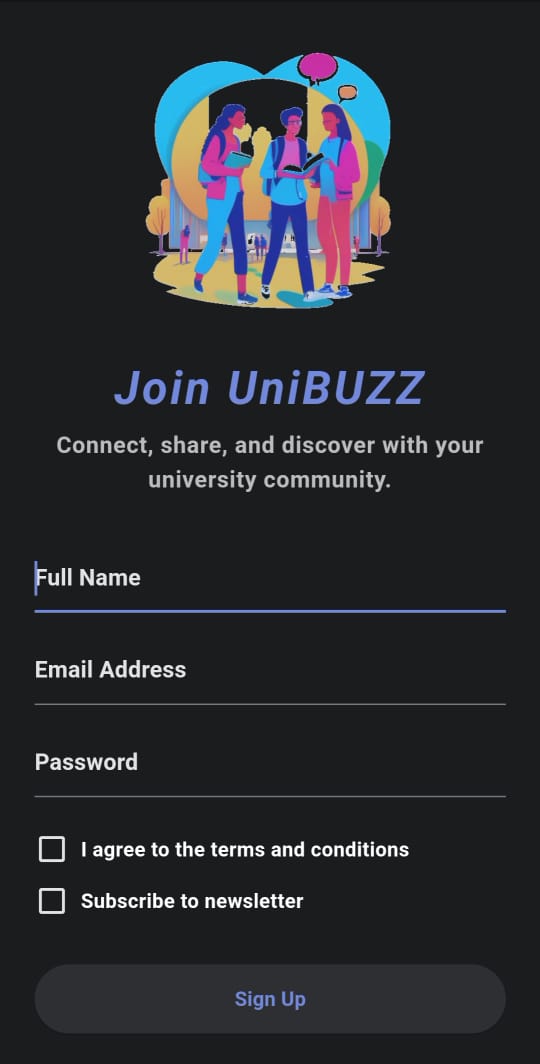 Join UniBUZZ
Connect, share, and discover with your
university community.
Full Name
Email Address
Password
I agree to the terms and conditions
Subscribe to newsletter
Sign Up